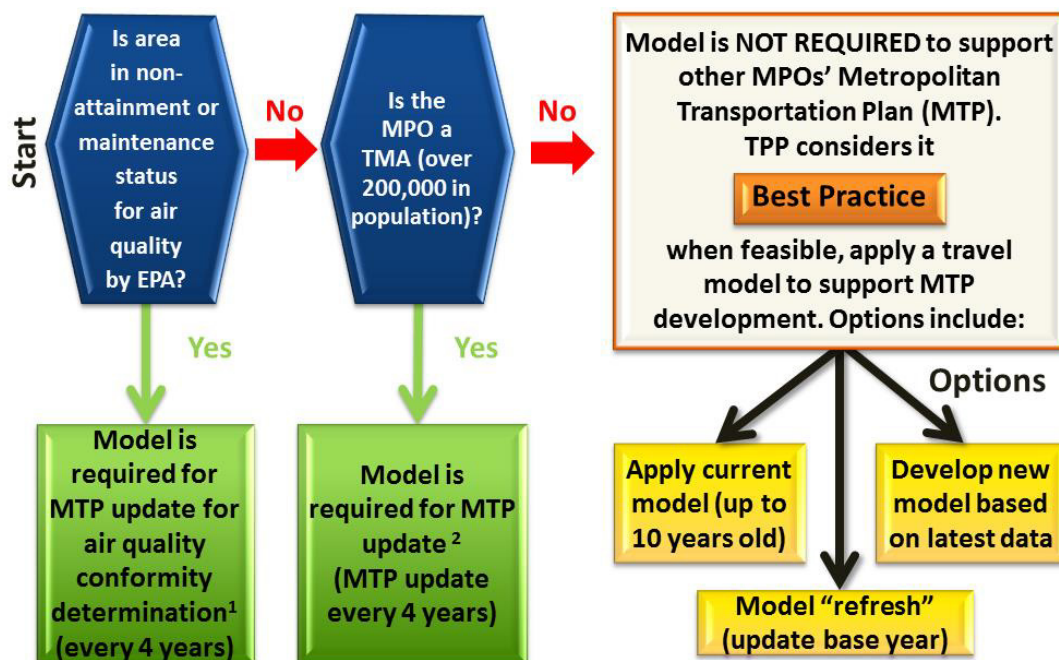 Start
Is area
in non-
attainment or
maintenance
status
for air
quality
by EPA?
No
Is the
MPO a
TMA (over
200,000 in
population)?
No
Model is NOT REQUIRED to support
other MPOs’ Metropolitan
Transportation Plan (MTP).
TPP considers it
Best Practice
when feasible, apply a travel
model to support MTP
development. Options include:
Yes
Yes
Options
Model is
required for
MTP update for
air quality
conformity
determination¹
(every 4 years)
Model is
required for MTP
update ²
(MTP update
every 4 years)
Apply current
model (up to
10 years old)
Develop new
model based
on latest data
Model “refresh”
(update base year)